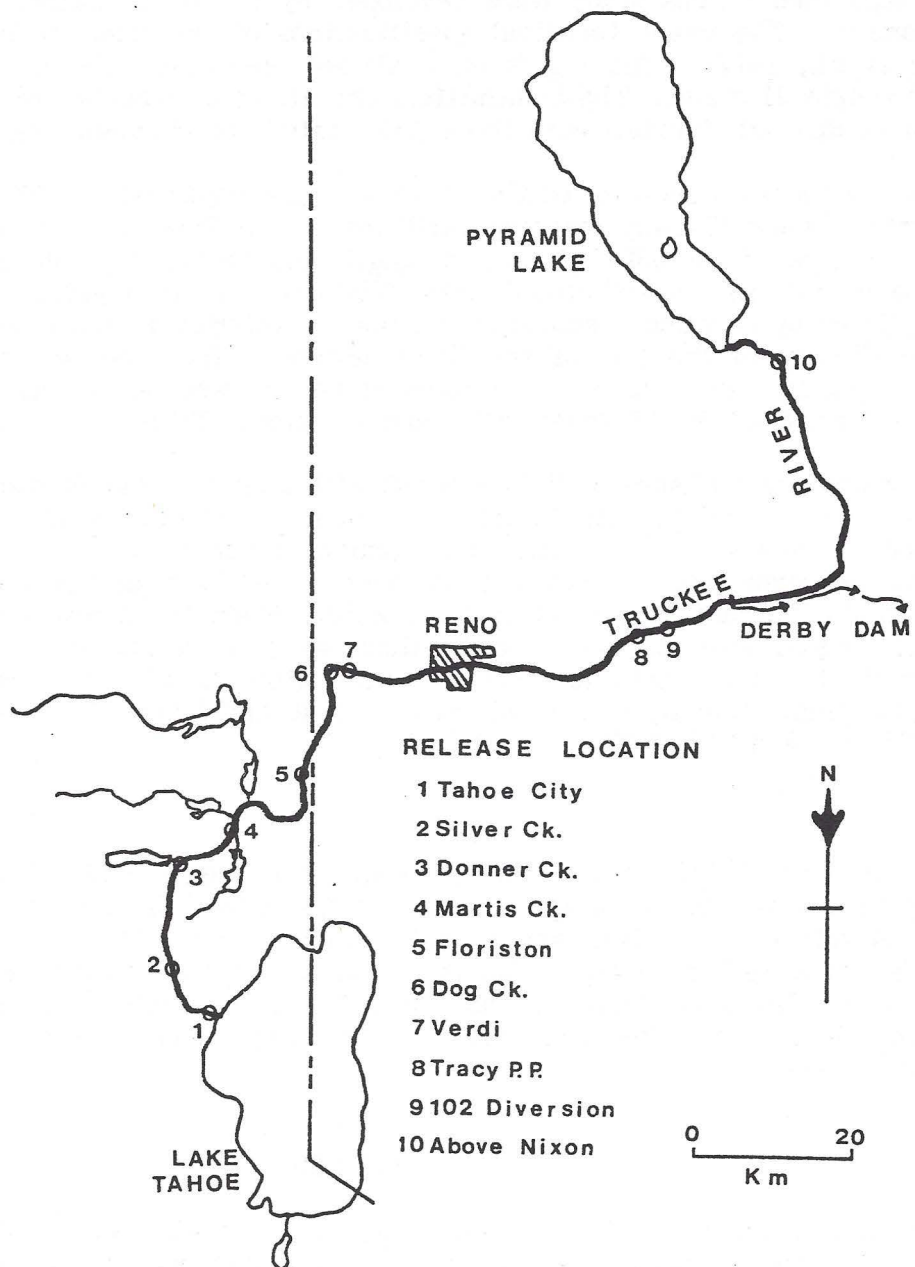 PYRAMID
LAKE
10
RIVER
TRUCKEE
RENO
DERBY DAM
8
9
6
7
5
4
3
2
1
RELEASE LOCATION
1 Tahoe City
2 Silver Ck.
3 Donner Ck.
4 Martis Ck.
5 Floriston
6 Dog Ck.
7 Verdi
8 Tracy P.P.
9 102 Diversion
10 Above Nixon
N
0 20
Km
LAKE
TAHOE